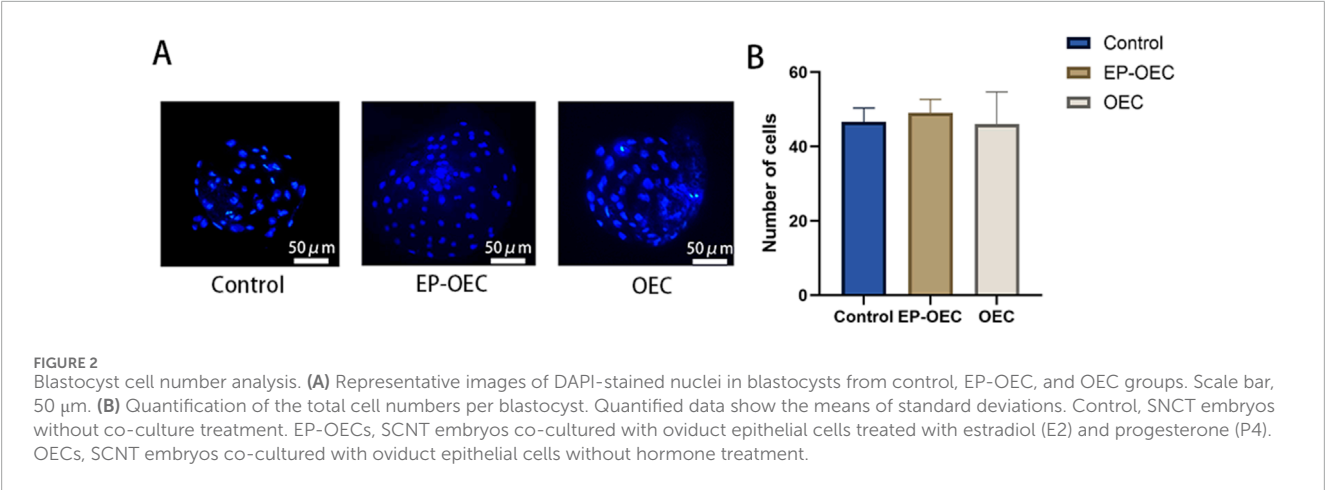 A
50 μm
50 μm
50 μm
Control
EP-OEC
OEC
B
Control
EP-OEC
OEC
Number of cells
60
40
20
0
Control EP-OEC OEC
FIGURE 2
Blastocyst cell number analysis. (A) Representative images of DAPI-stained nuclei in blastocysts from control, EP-OEC, and OEC groups. Scale bar,
50 μm. (B) Quantification of the total cell numbers per blastocyst. Quantified data show the means of standard deviations. Control, SNCT embryos
without co-culture treatment. EP-OECs, SCNT embryos co-cultured with oviduct epithelial cells treated with estradiol (E2) and progesterone (P4).
OECs, SCNT embryos co-cultured with oviduct epithelial cells without hormone treatment.